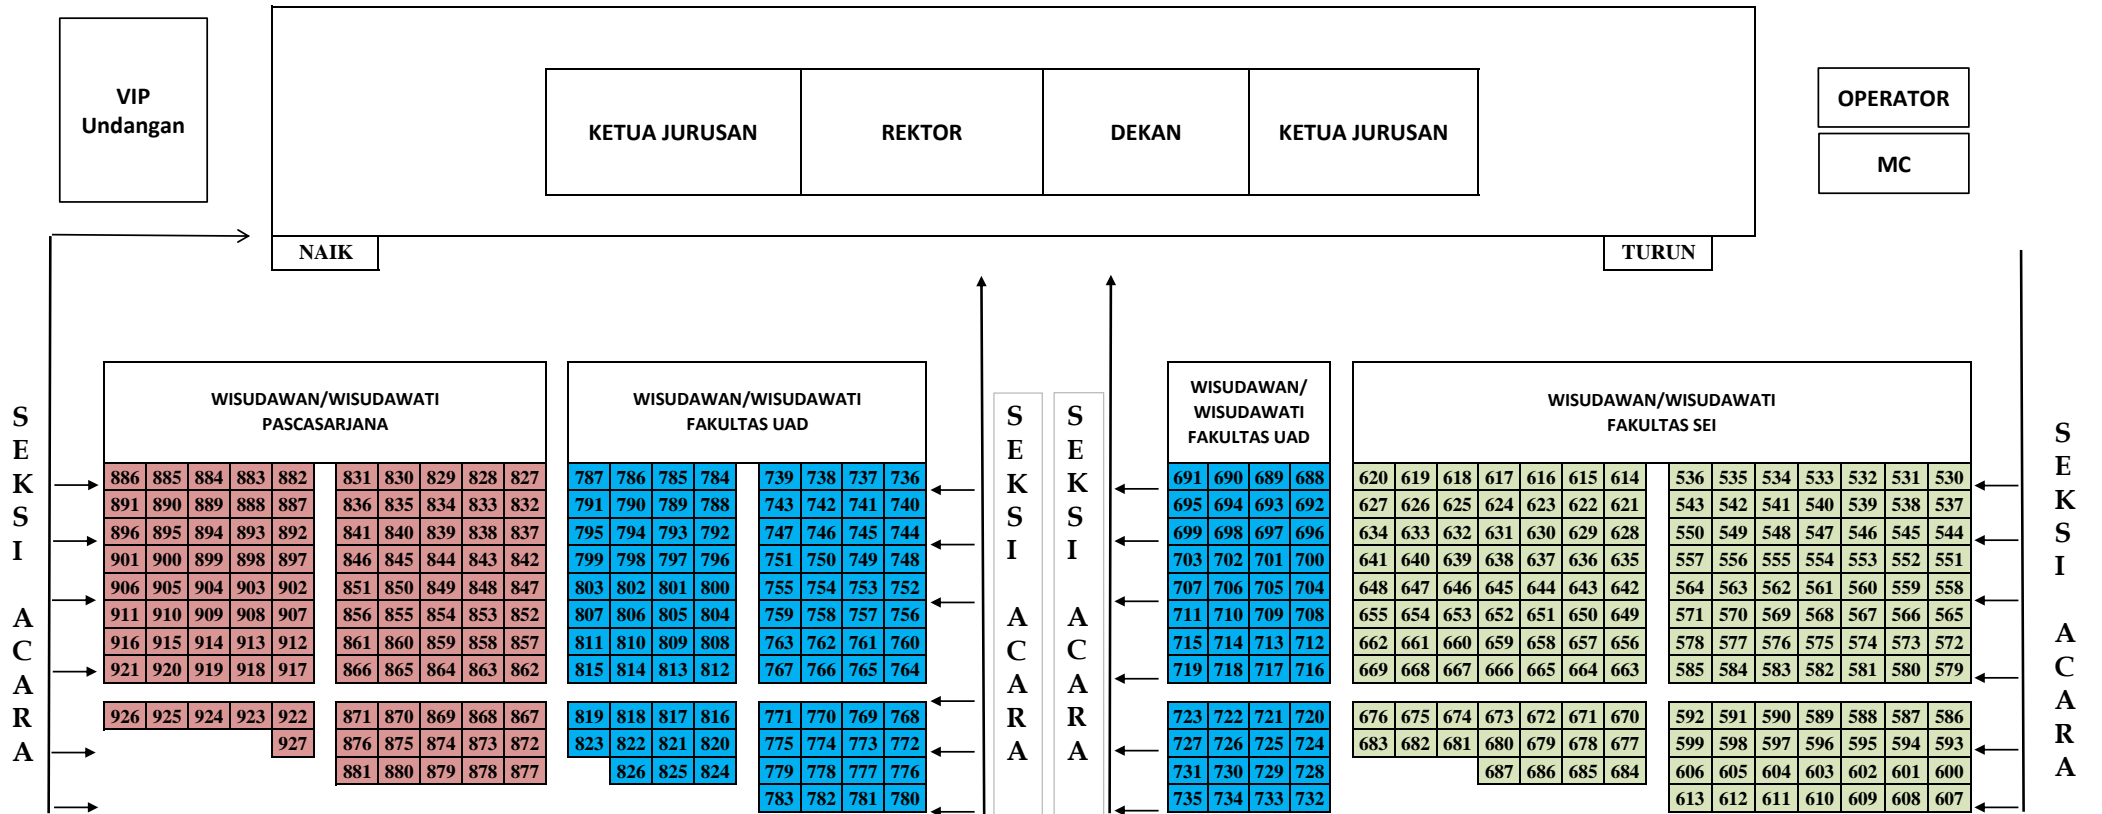 VIP
Undangan
KETUA JURUSAN
REKTOR
DEKAN
KETUA JURUSAN
OPERATOR
MC
NAIK
TURUN
SEKSI ACARA
WISUDAWAN/WISUDAWATI
PASCASARJANA
886 885 884 883 882 831 830 829 828 827
891 890 889 888 887 836 835 834 833 832
896 895 894 893 892 841 840 839 838 837
901 900 899 898 897 846 845 844 843 842
906 905 904 903 902 851 850 849 848 847
911 910 909 908 907 856 855 854 853 852
916 915 914 913 912 861 860 859 858 857
921 920 919 918 917 866 865 864 863 862
926 925 924 923 922 871 870 869 868 867
927 876 875 874 873 872
881 880 879 878 877
WISUDAWAN/WISUDAWATI
FAKULTAS UAD
787 786 785 784 739 738 737 736
791 790 789 788 743 742 741 740
795 794 793 792 747 746 745 744
799 798 797 796 751 750 749 748
803 802 801 800 755 754 753 752
807 806 805 804 759 758 757 756
811 810 809 808 763 762 761 760
815 814 813 812 767 766 765 764
819 818 817 816 771 770 769 768
823 822 821 820 775 774 773 772
826 825 824 779 778 777 776
783 782 781 780
SEKSI ACARA
SEKSI ACARA
WISUDAWAN/
WISUDAWATI
FAKULTAS UAD
691 690 689 688
695 694 693 692
699 698 697 696
703 702 701 700
707 706 705 704
711 710 709 708
715 714 713 712
719 718 717 716
723 722 721 720
727 726 725 724
731 730 729 728
735 734 733 732
WISUDAWAN/WISUDAWATI
FAKULTAS SEI
620 619 618 617 616 615 614 536 535 534 533 532 531 530
627 626 625 624 623 622 621 543 542 541 540 539 538 537
634 633 632 631 630 629 628 550 549 548 547 546 545 544
641 640 639 638 637 636 635 557 556 555 554 553 552 551
648 647 646 645 644 643 642 564 563 562 561 560 559 558
655 654 653 652 651 650 649 571 570 569 568 567 566 565
662 661 660 659 658 657 656 578 577 576 575 574 573 572
669 668 667 666 665 664 663 585 584 583 582 581 580 579
676 675 674 673 672 671 670 592 591 590 589 588 587 586
683 682 681 680 679 678 677 599 598 597 596 595 594 593
687 686 685 684 606 605 604 603 602 601 600
613 612 611 610 609 608 607
SEKSI ACARA